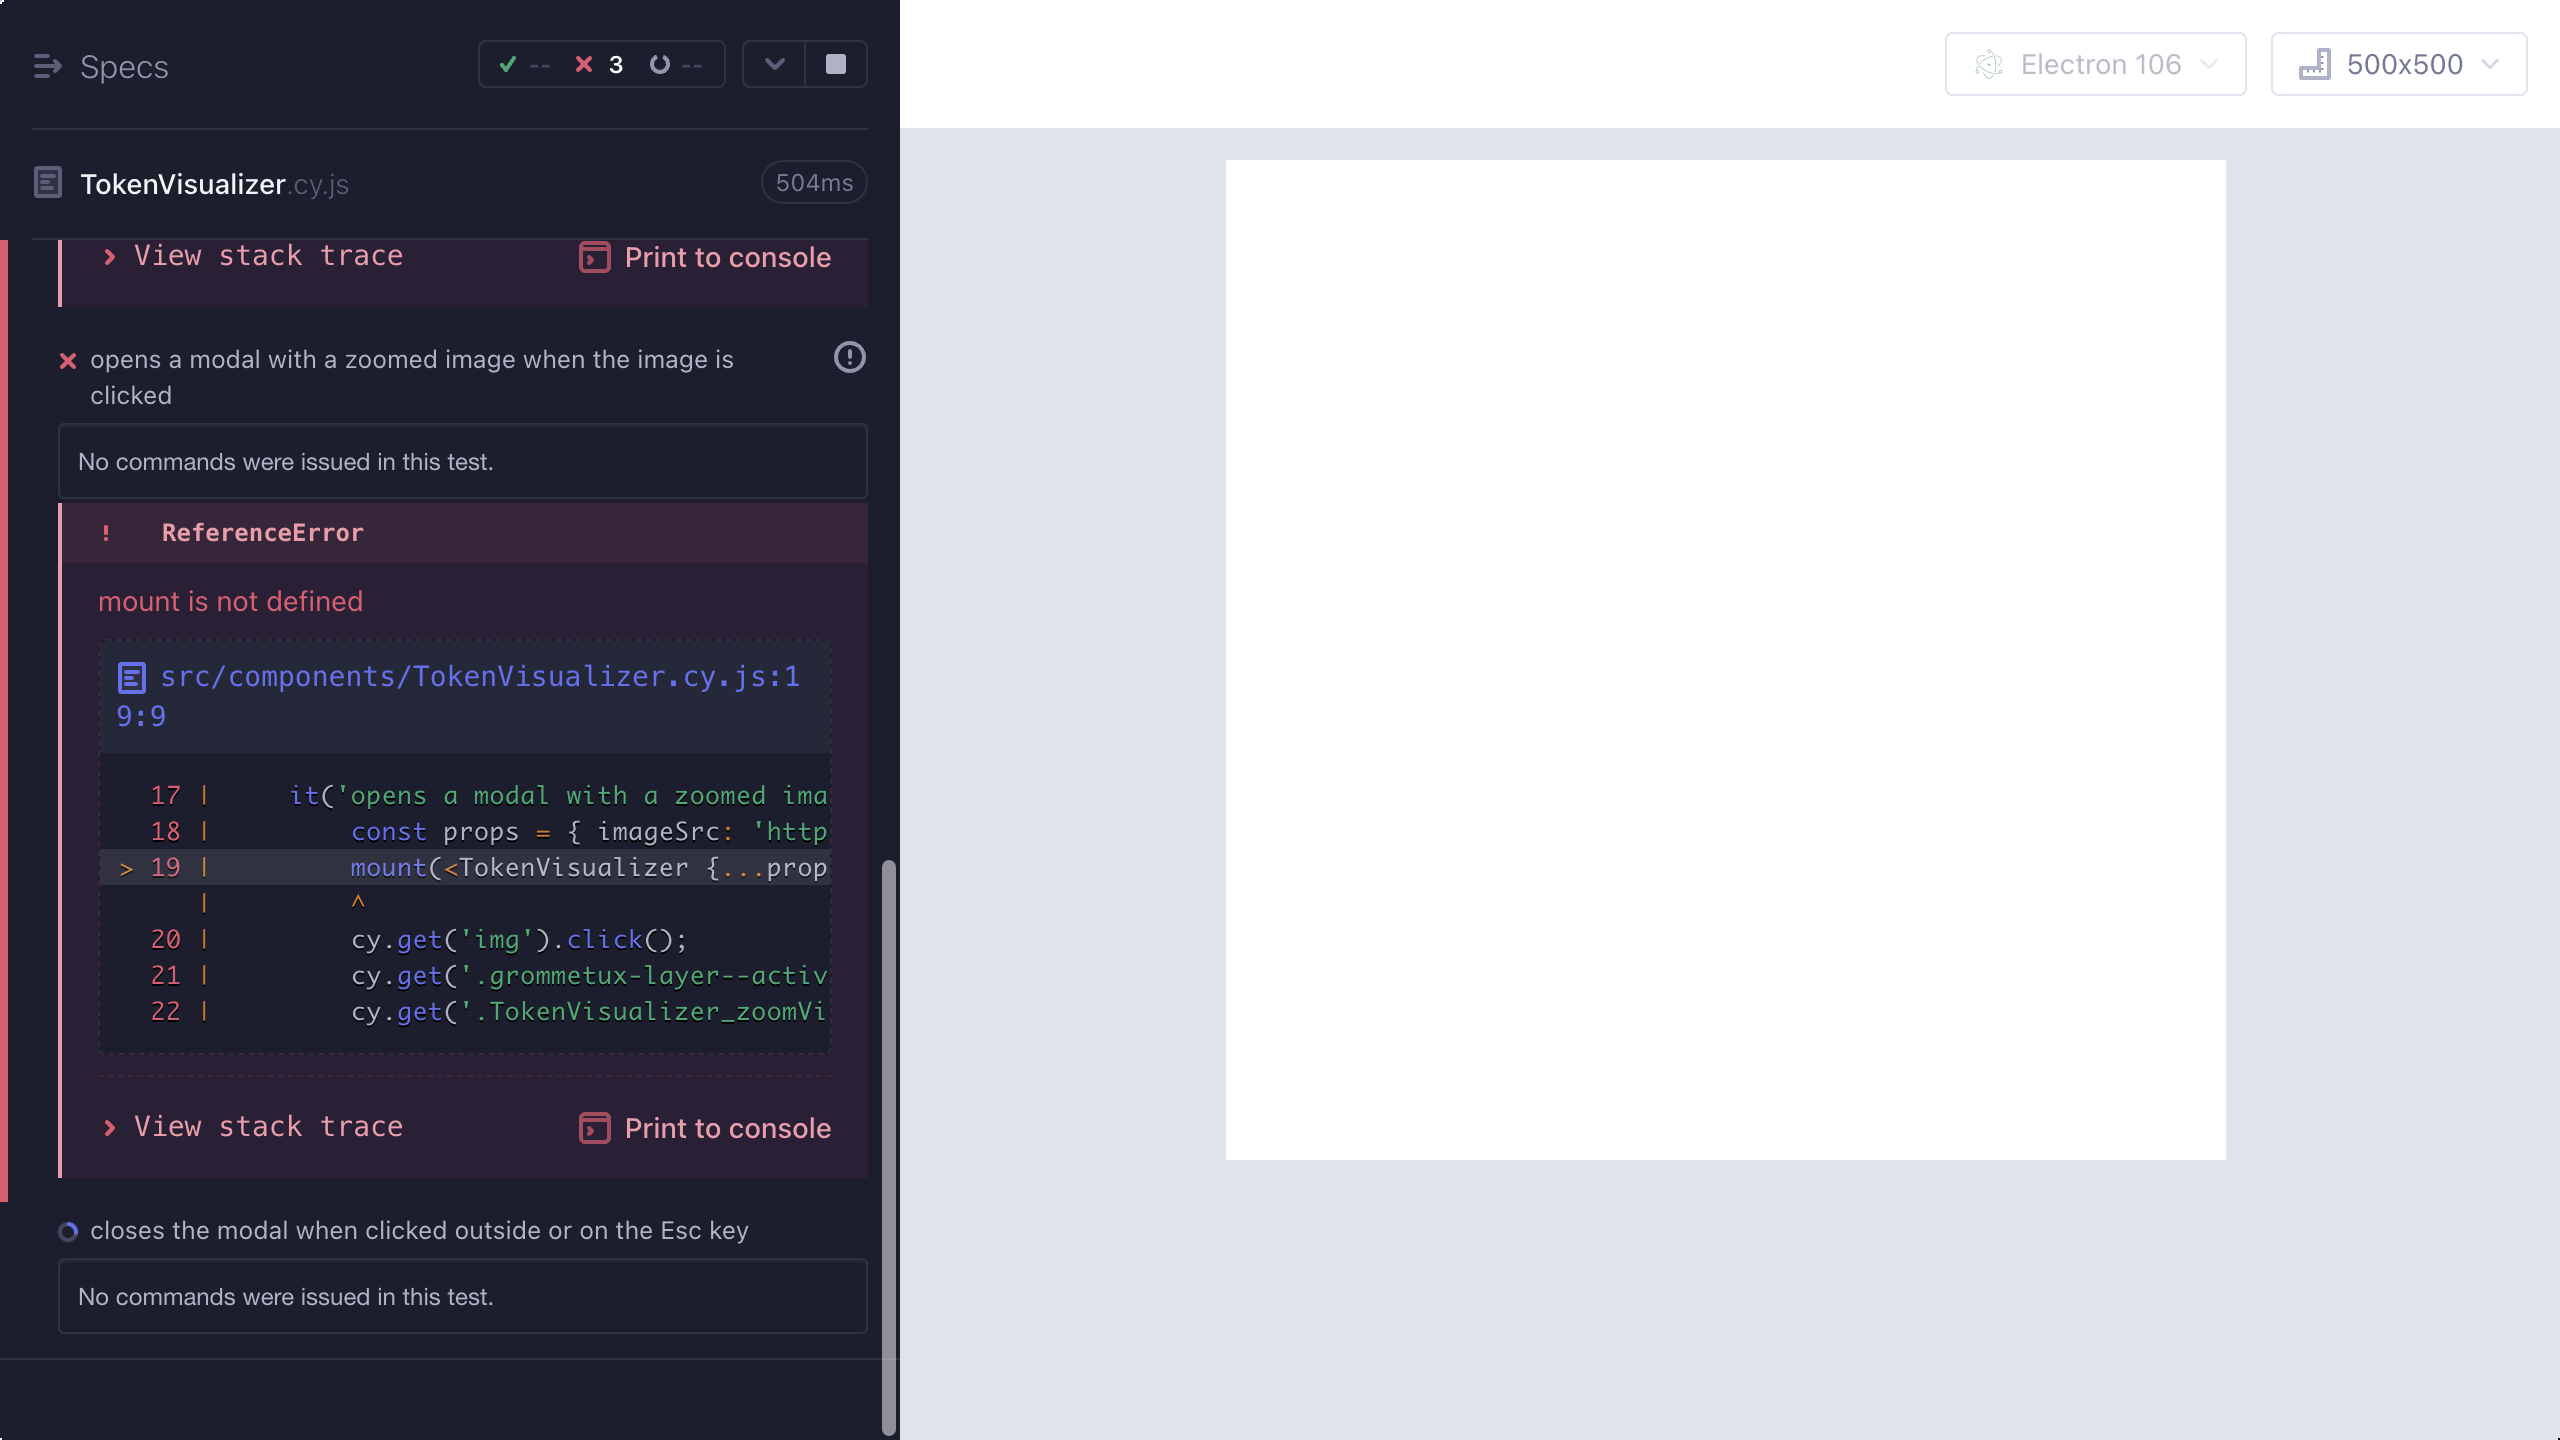 Specs
-- 3 --
Electron 106
500x500
TokenVisualizer.cy.js
504ms
View stack trace
Print to console
opens a modal with a zoomed image when the image is
clicked
No commands were issued in this test.
! ReferenceError
mount is not defined
src/components/TokenVisualizer.cy.js:1
9:9
17 | it('opens a modal with a zoomed ima
18 | const props = { imageSrc: 'http
> 19 | mount(<TokenVisualizer {...prop
| ^
20 | cy.get('img').click();
21 | cy.get('.grommetux-layer--activ
22 | cy.get('.TokenVisualizer_zoomVi
View stack trace
Print to console
closes the modal when clicked outside or on the Esc key
No commands were issued in this test.